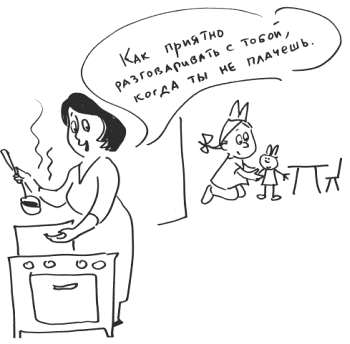 Как приятно
разговаривать с тобой,
когда ты не плачешь.